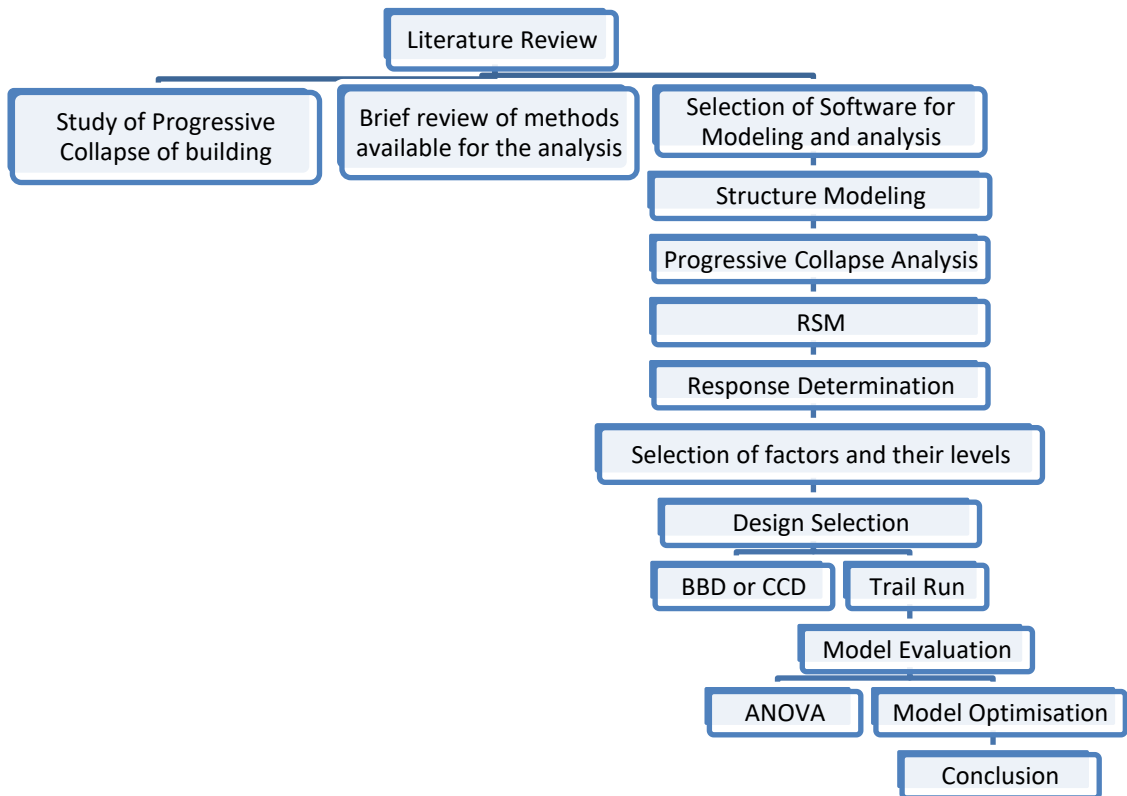 Literature Review
Study of Progressive
Collapse of building
Brief review of methods
available for the analysis
Selection of Software for
Modeling and analysis
Structure Modeling
Progressive Collapse Analysis
RSM
Response Determination
Selection of factors and their levels
Design Selection
BBD or CCD
Trail Run
Model Evaluation
ANOVA
Model Optimisation
Conclusion